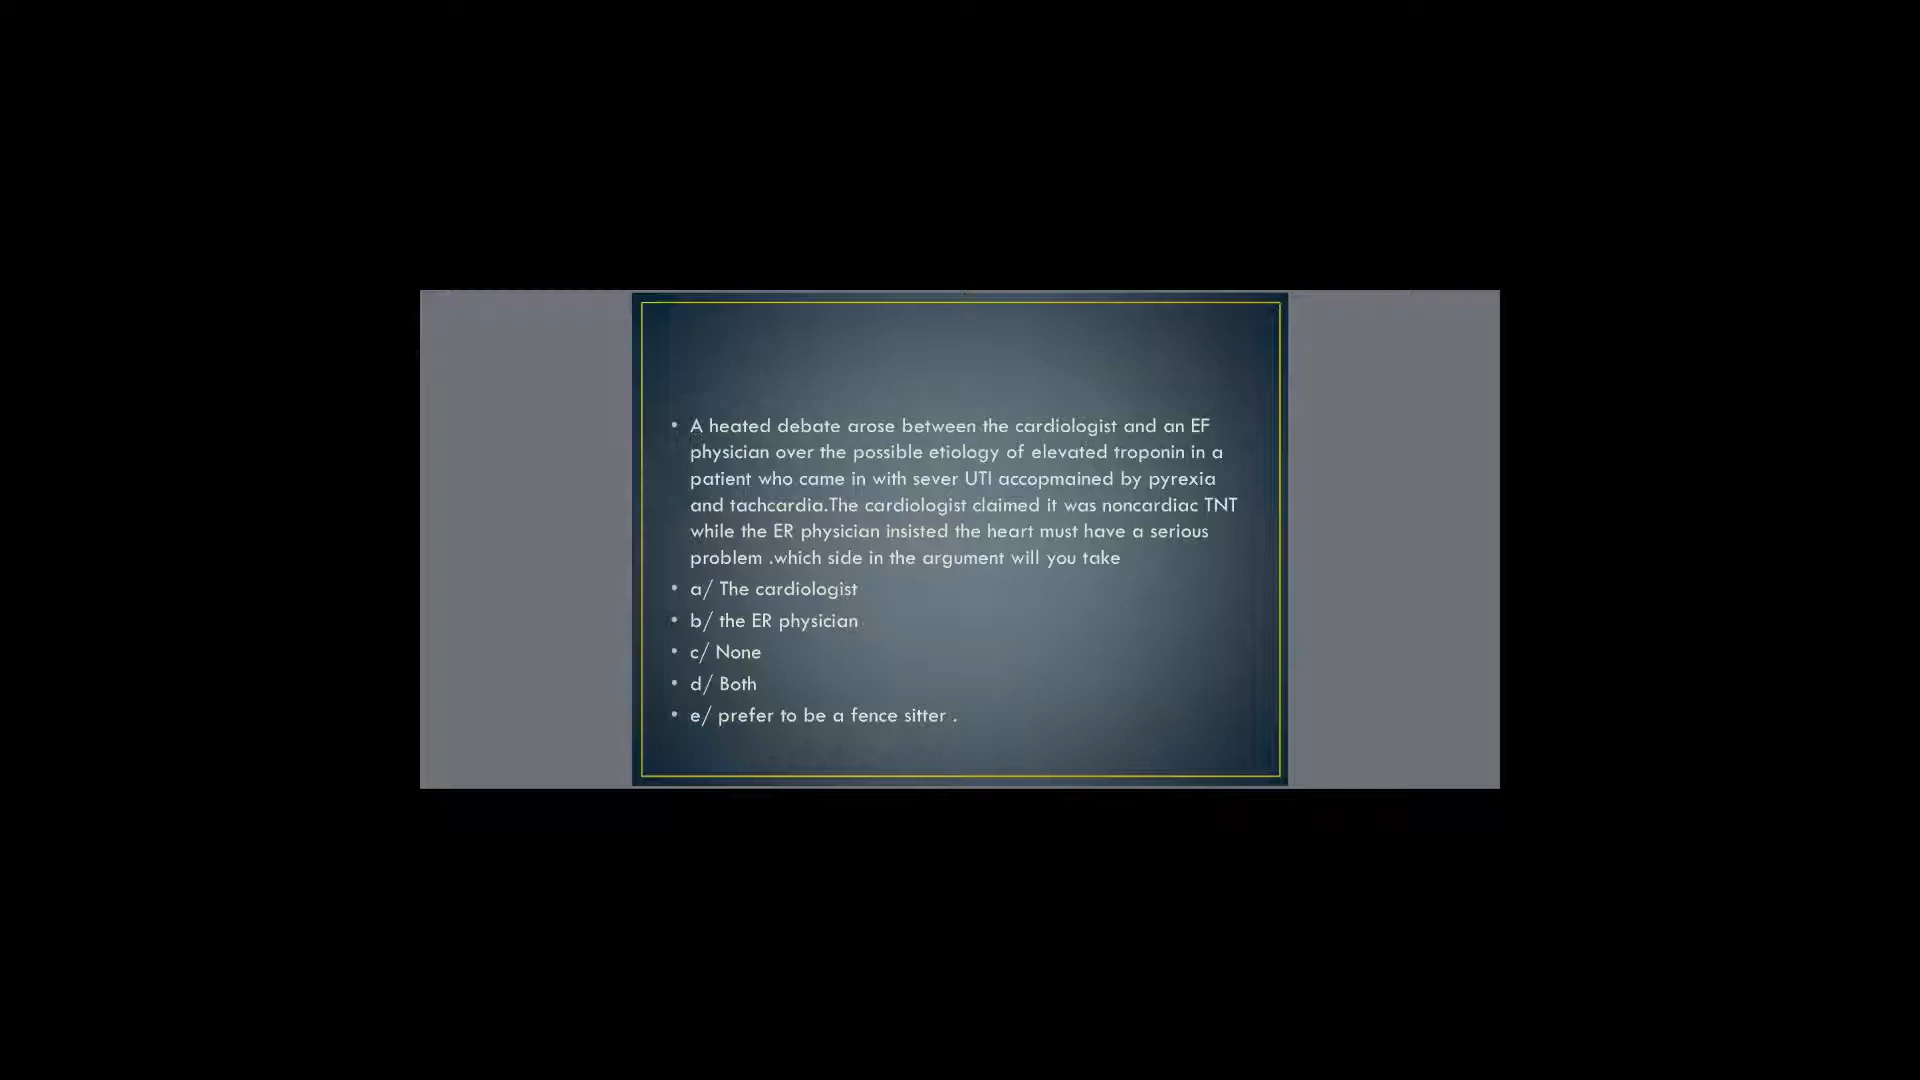 • A heated debate arose between the cardiologist and an EF
physician over the possible etiology of elevated troponin in a
patient who came in with sever UTI accopmained by pyrexia
and tachcardia.The cardiologist claimed it was noncardiac TNT
while the ER physician insisted the heart must have a serious
problem .which side in the argument will you take
• a/ The cardiologist
• b/ the ER physician
• c/ None
• d/ Both
• e/ prefer to be a fence sitter .